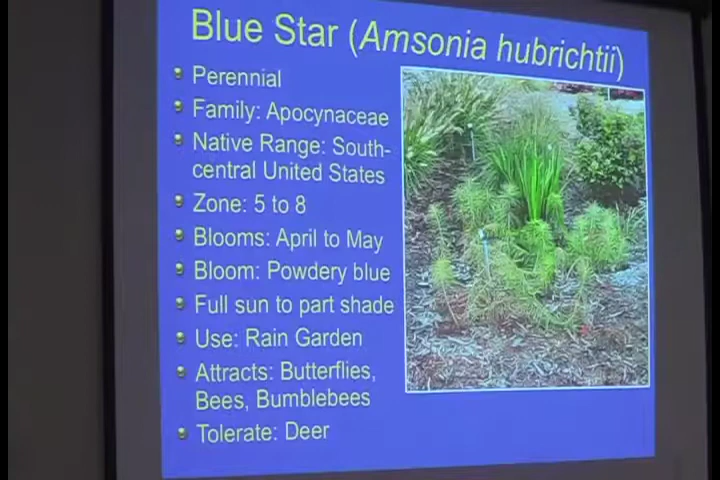 Blue Star (Amsonia hubrichtii)
Perennial
Family: Apocynaceae
Native Range: South-
central United States
Zone: 5 to 8
Blooms: April to May
Bloom: Powdery blue
Full sun to part shade
Use: Rain Garden
Attracts: Butterflies,
Bees, Bumblebees
Tolerate: Deer